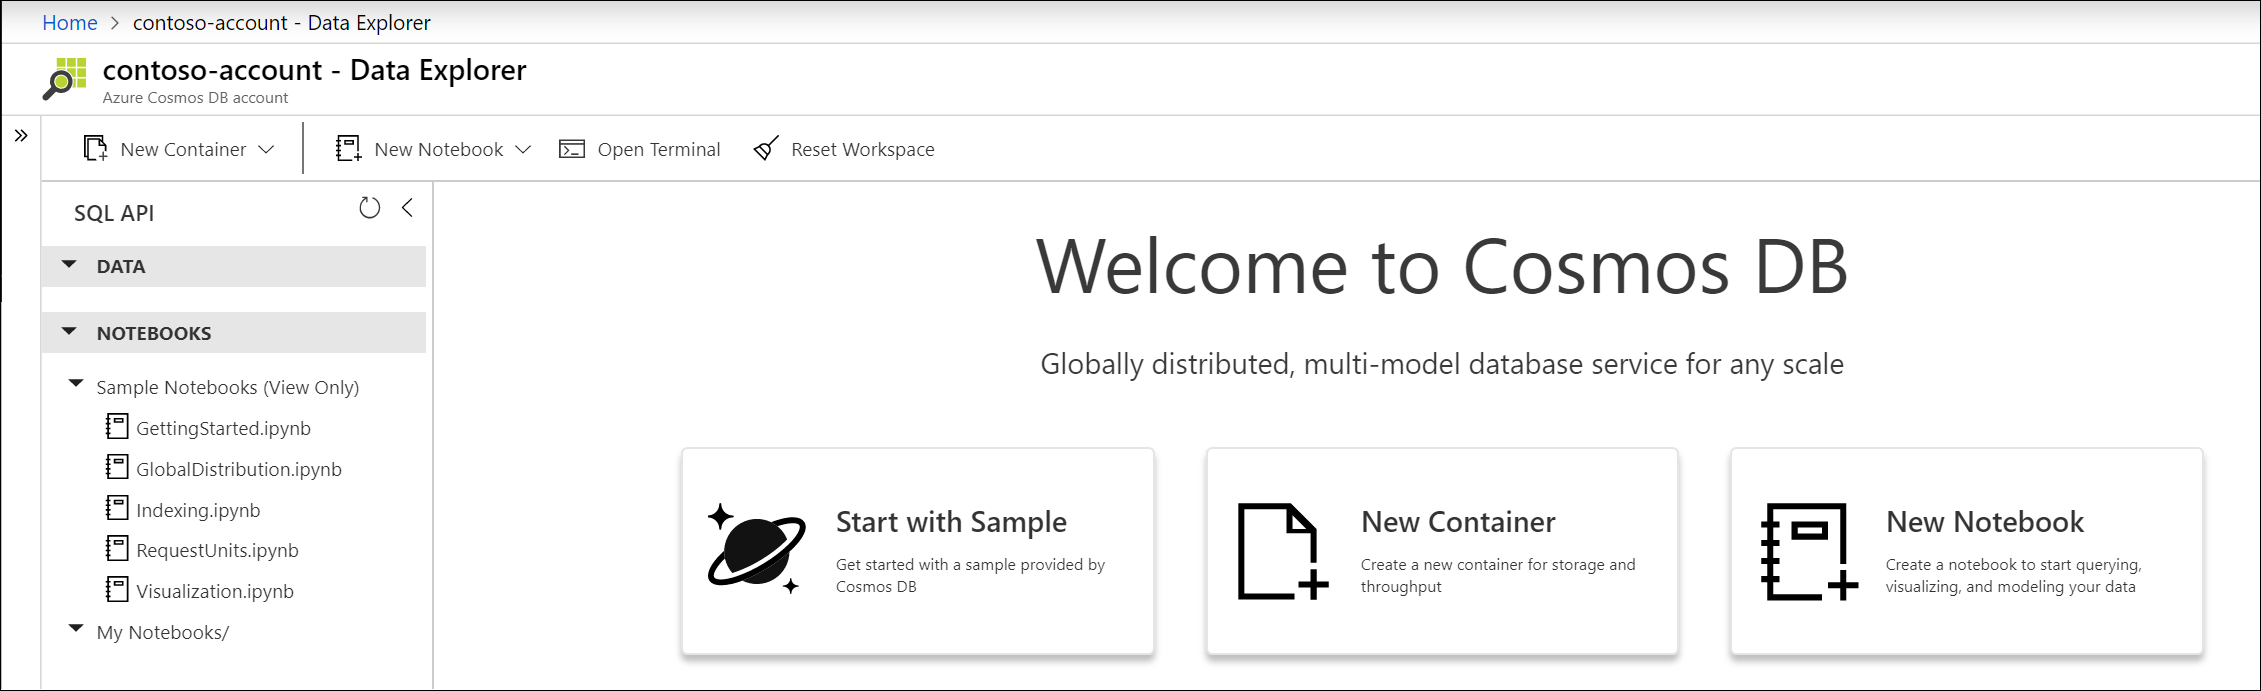 Home > contoso-account - Data Explorer
contoso-account - Data Explorer
Azure Cosmos DB account
New Container
New Notebook
Open Terminal
Reset Workspace
SQL API
DATA
NOTEBOOKS
Sample Notebooks (View Only)
GettingStarted.ipynb
GlobalDistribution.ipynb
Indexing.ipynb
RequestUnits.ipynb
Visualization.ipynb
My Notebooks/
Welcome to Cosmos DB
Globally distributed, multi-model database service for any scale
Start with Sample
Get started with a sample provided by
Cosmos DB
New Container
Create a new container for storage and
throughput
New Notebook
Create a notebook to start querying,
visualizing, and modeling your data